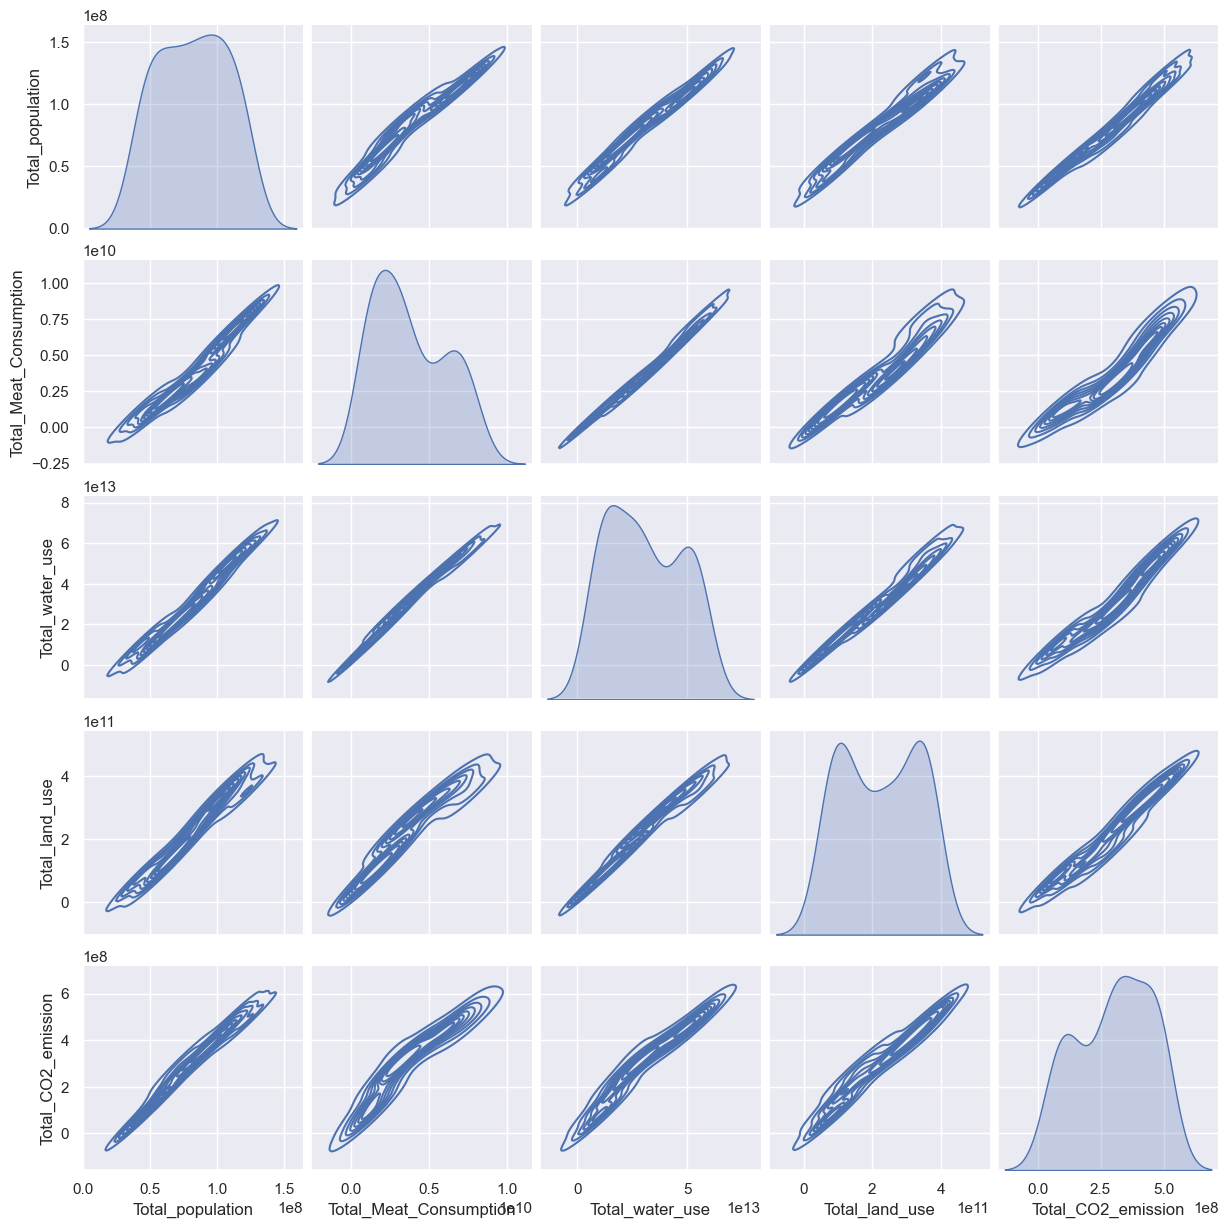 1e8
1.5
1.0
0.5
0.0
Total_population
1e10
1.00
0.75
0.50
0.25
0.00
−0.25
Total_Meat_Consumption
1e13
8
6
4
2
0
Total_water_use
1e11
4
2
0
Total_land_use
1e8
6
4
2
0
Total_CO2_emission
0.0 0.5 1.0 1.5
Total_population 1e8
0.0 0.5 1.0
Total_Meat_Consumption 1e10
0 5
Total_water_use 1e13
0 2 4
Total_land_use 1e11
0.0 2.5 5.0
Total_CO2_emission 1e8